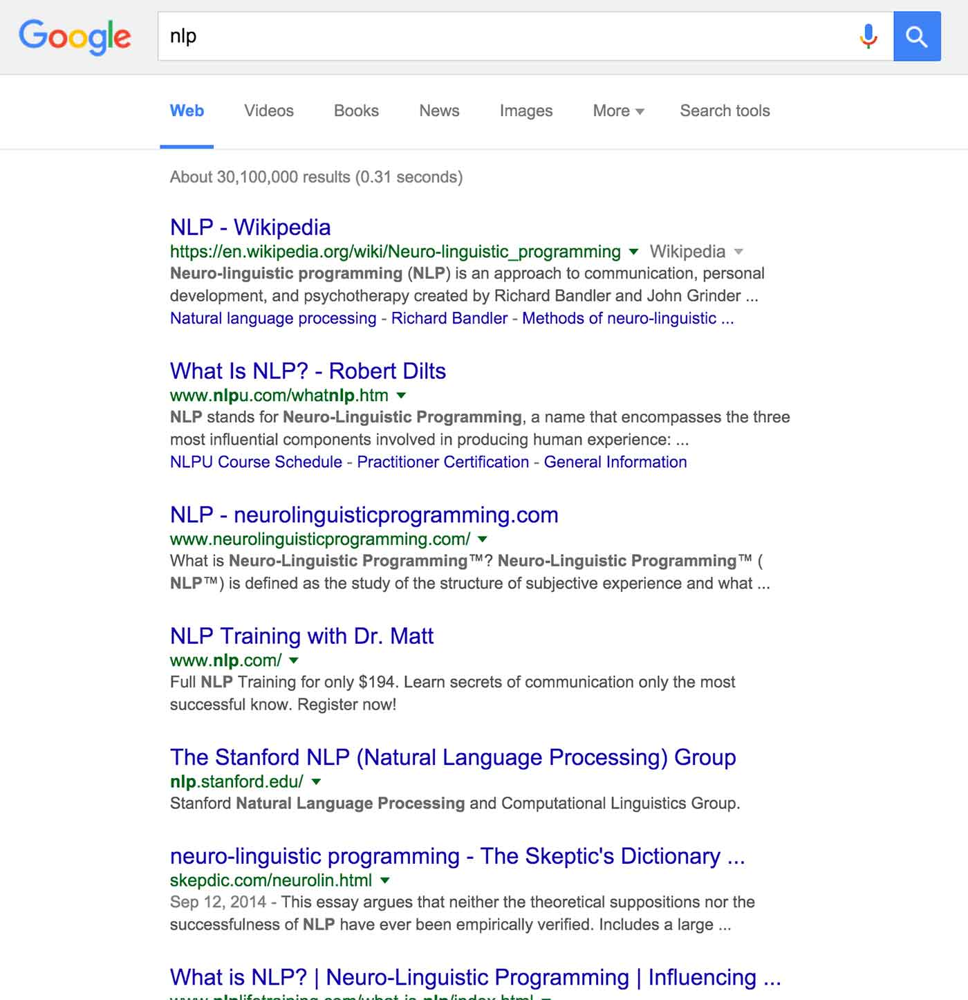 Google
nlp
Web Videos Books News Images More Search tools
About 30,100,000 results (0.31 seconds)
NLP - Wikipedia
https://en.wikipedia.org/wiki/Neuro-linguistic_programming Wikipedia
Neuro-linguistic programming (NLP) is an approach to communication, personal
development, and psychotherapy created by Richard Bandler and John Grinder ...
Natural language processing - Richard Bandler - Methods of neuro-linguistic ...
What Is NLP? - Robert Dilts
www.nlpu.com/whatnlp.htm
NLP stands for Neuro-Linguistic Programming, a name that encompasses the three
most influential components involved in producing human experience: ...
NLPU Course Schedule - Practitioner Certification - General Information
NLP - neurolinguisticprogramming.com
www.neurolinguisticprogramming.com/
What is Neuro-Linguistic Programming™? Neuro-Linguistic Programming™ (
NLP™) is defined as the study of the structure of subjective experience and what ...
NLP Training with Dr. Matt
www.nlp.com/
Full NLP Training for only $194. Learn secrets of communication only the most
successful know. Register now!
The Stanford NLP (Natural Language Processing) Group
nlp.stanford.edu/
Stanford Natural Language Processing and Computational Linguistics Group.
neuro-linguistic programming - The Skeptic's Dictionary ...
skepdic.com/neurolin.html
Sep 12, 2014 - This essay argues that neither the theoretical suppositions nor the
successfulness of NLP have ever been empirically verified. Includes a large ...
What is NLP? | Neuro-Linguistic Programming | Influencing ...
www.nlplifetraining.com/what-is-nlp/index.html